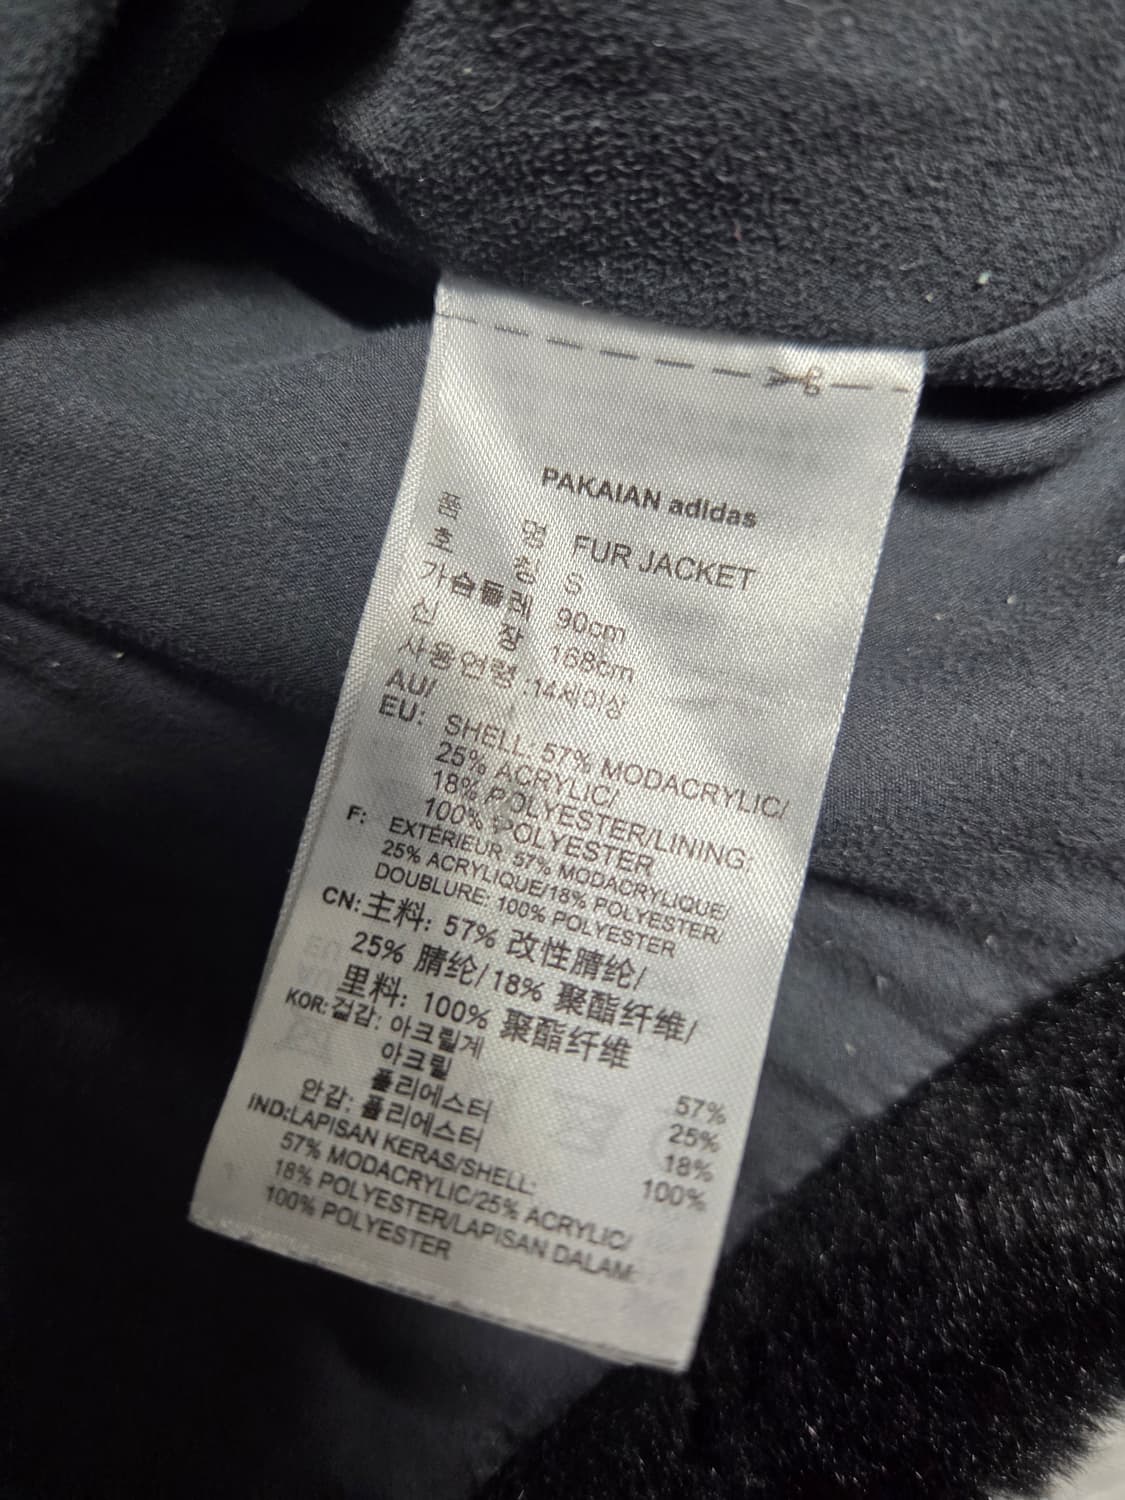 PAKAIAN adidas
품 명 FUR JACKET
호 칭 S
가슴둘레 90cm
신 장 168cm
사용연령 :14세이상
AU/
EU: SHELL: 57% MODACRYLIC/
25% ACRYLIC/
18% POLYESTER/LINING:
100% POLYESTER
F: EXTÉRIEUR: 57% MODACRYLIQUE/
25% ACRYLIQUE/18% POLYESTER/
DOUBLURE: 100% POLYESTER
CN: 主料: 57% 改性腈纶/
25% 腈纶/18% 聚酯纤维/
里料: 100% 聚酯纤维
KOR: 겉감: 아크릴계 57%
아크릴 25%
폴리에스터 18%
안감: 폴리에스터 100%
IND:LAPISAN KERAS/SHELL:
57% MODACRYLIC/25% ACRYLIC/
18% POLYESTER/LAPISAN DALAM:
100% POLYESTER